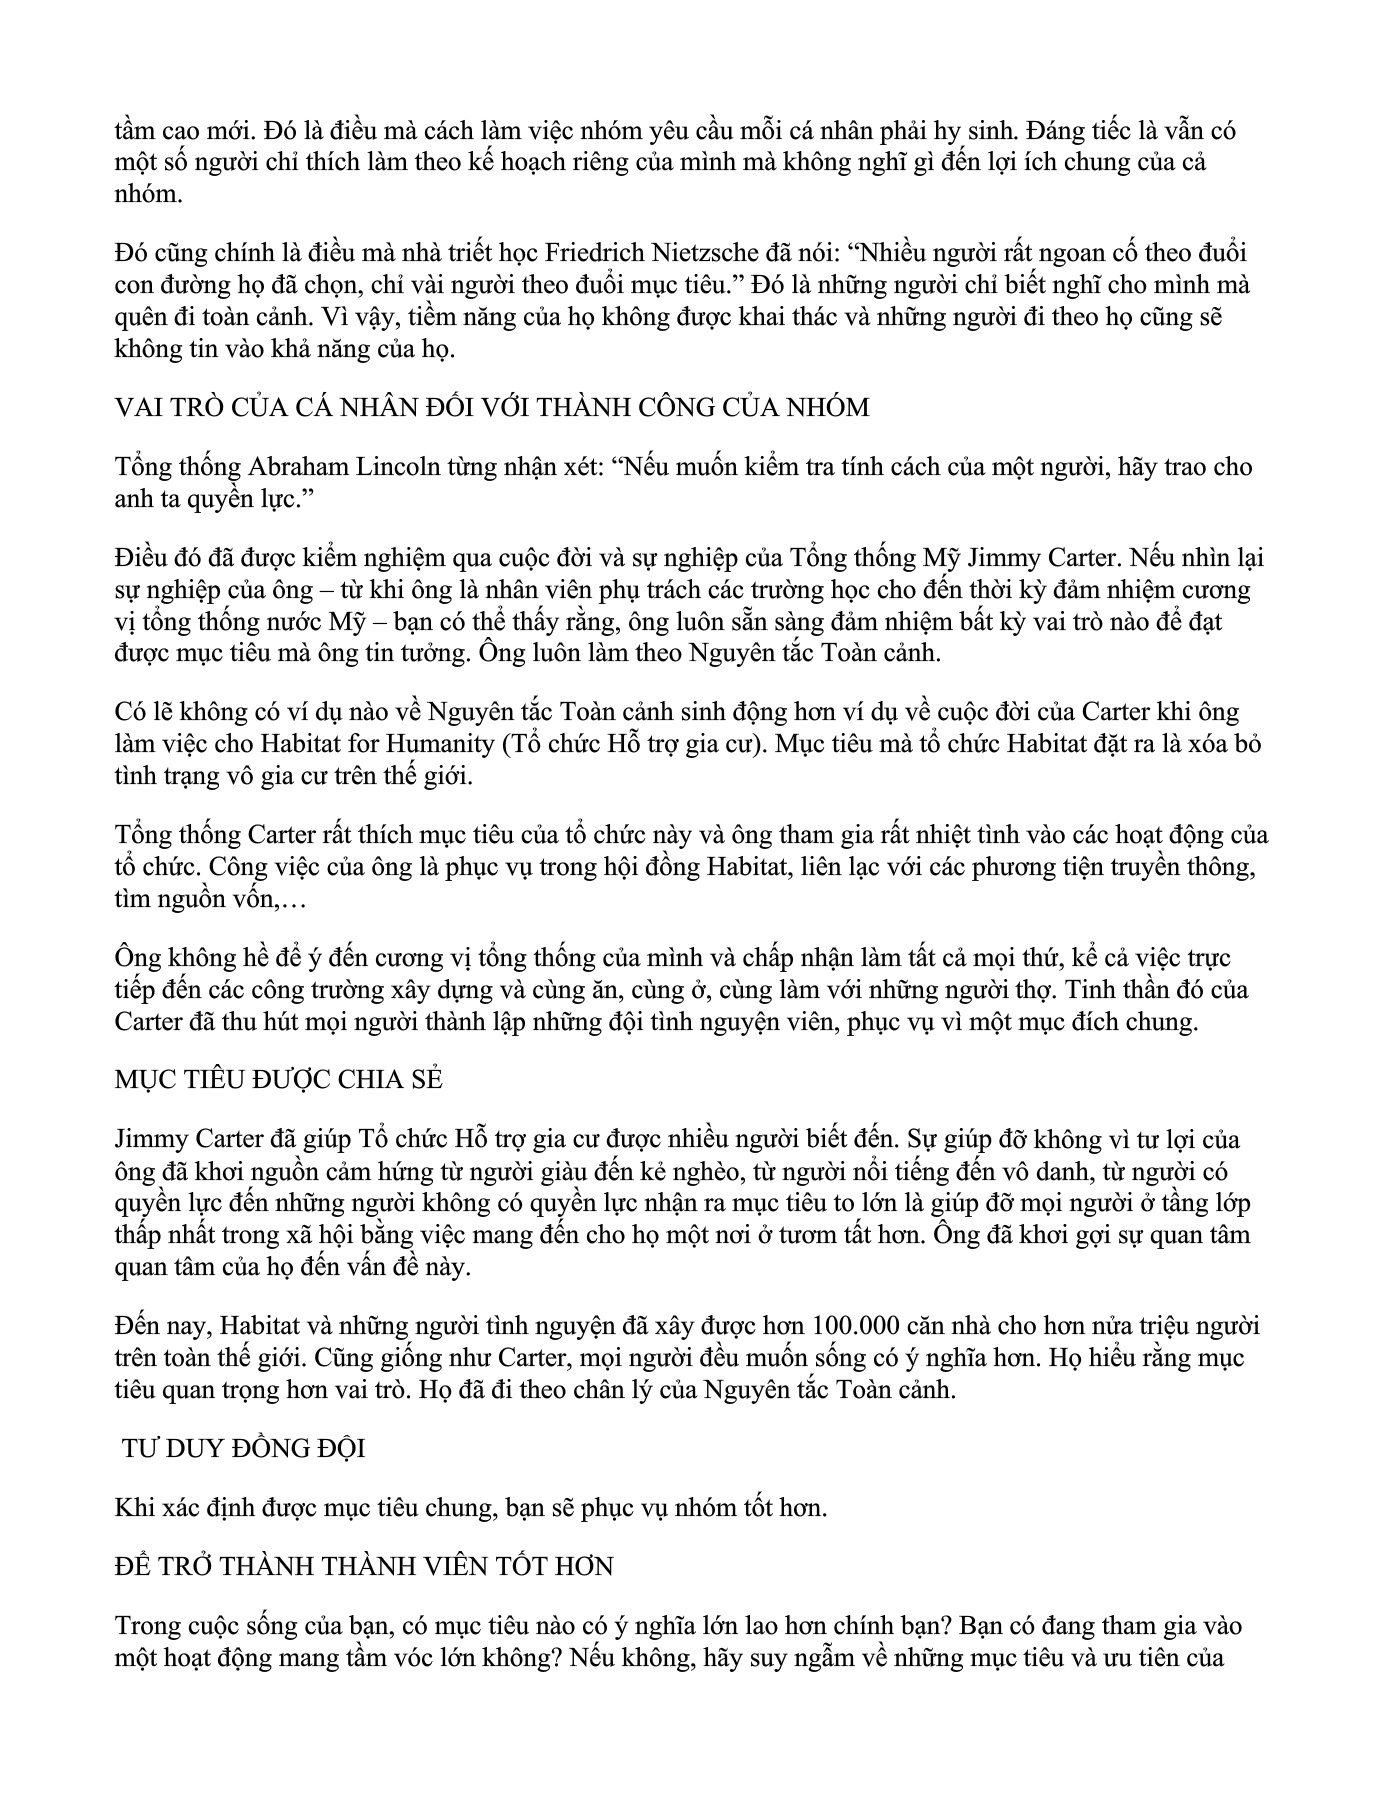 tầm cao mới. Đó là điều mà cách làm việc nhóm yêu cầu mỗi cá nhân phải hy sinh. Đáng tiếc là vẫn có
một số người chỉ thích làm theo kế hoạch riêng của mình mà không nghĩ gì đến lợi ích chung của cả
nhóm.
Đó cũng chính là điều mà nhà triết học Friedrich Nietzsche đã nói: “Nhiều người rất ngoan cố theo đuổi
con đường họ đã chọn, chỉ vài người theo đuổi mục tiêu.” Đó là những người chỉ biết nghĩ cho mình mà
quên đi toàn cảnh. Vì vậy, tiềm năng của họ không được khai thác và những người đi theo họ cũng sẽ
không tin vào khả năng của họ.
VAI TRÒ CỦA CÁ NHÂN ĐỐI VỚI THÀNH CÔNG CỦA NHÓM
Tổng thống Abraham Lincoln từng nhận xét: “Nếu muốn kiểm tra tính cách của một người, hãy trao cho
anh ta quyền lực.”
Điều đó đã được kiểm nghiệm qua cuộc đời và sự nghiệp của Tổng thống Mỹ Jimmy Carter. Nếu nhìn lại
sự nghiệp của ông – từ khi ông là nhân viên phụ trách các trường học cho đến thời kỳ đảm nhiệm cương
vị tổng thống nước Mỹ – bạn có thể thấy rằng, ông luôn sẵn sàng đảm nhiệm bất kỳ vai trò nào để đạt
được mục tiêu mà ông tin tưởng. Ông luôn làm theo Nguyên tắc Toàn cảnh.
Có lẽ không có ví dụ nào về Nguyên tắc Toàn cảnh sinh động hơn ví dụ về cuộc đời của Carter khi ông
làm việc cho Habitat for Humanity (Tổ chức Hỗ trợ gia cư). Mục tiêu mà tổ chức Habitat đặt ra là xóa bỏ
tình trạng vô gia cư trên thế giới.
Tổng thống Carter rất thích mục tiêu của tổ chức này và ông tham gia rất nhiệt tình vào các hoạt động của
tổ chức. Công việc của ông là phục vụ trong hội đồng Habitat, liên lạc với các phương tiện truyền thông,
tìm nguồn vốn,…
Ông không hề để ý đến cương vị tổng thống của mình và chấp nhận làm tất cả mọi thứ, kể cả việc trực
tiếp đến các công trường xây dựng và cùng ăn, cùng ở, cùng làm với những người thợ. Tinh thần đó của
Carter đã thu hút mọi người thành lập những đội tình nguyện viên, phục vụ vì một mục đích chung.
MỤC TIÊU ĐƯỢC CHIA SẺ
Jimmy Carter đã giúp Tổ chức Hỗ trợ gia cư được nhiều người biết đến. Sự giúp đỡ không vì tư lợi của
ông đã khơi nguồn cảm hứng từ người giàu đến kẻ nghèo, từ người nổi tiếng đến vô danh, từ người có
quyền lực đến những người không có quyền lực nhận ra mục tiêu to lớn là giúp đỡ mọi người ở tầng lớp
thấp nhất trong xã hội bằng việc mang đến cho họ một nơi ở tươm tất hơn. Ông đã khơi gợi sự quan tâm
quan tâm của họ đến vấn đề này.
Đến nay, Habitat và những người tình nguyện đã xây được hơn 100.000 căn nhà cho hơn nửa triệu người
trên toàn thế giới. Cũng giống như Carter, mọi người đều muốn sống có ý nghĩa hơn. Họ hiểu rằng mục
tiêu quan trọng hơn vai trò. Họ đã đi theo chân lý của Nguyên tắc Toàn cảnh.
TƯ DUY ĐỒNG ĐỘI
Khi xác định được mục tiêu chung, bạn sẽ phục vụ nhóm tốt hơn.
ĐỂ TRỞ THÀNH THÀNH VIÊN TỐT HƠN
Trong cuộc sống của bạn, có mục tiêu nào có ý nghĩa lớn lao hơn chính bạn? Bạn có đang tham gia vào
một hoạt động mang tầm vóc lớn không? Nếu không, hãy suy ngẫm về những mục tiêu và ưu tiên của